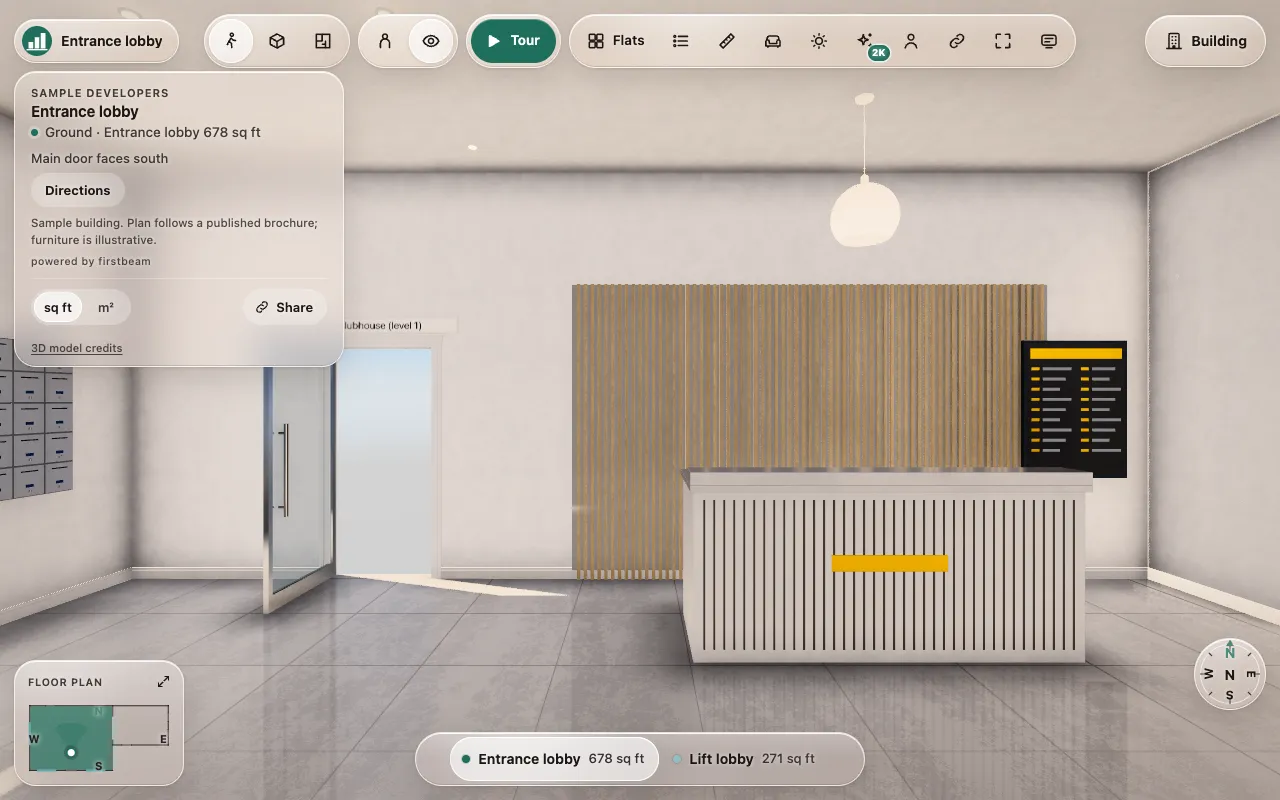 Entrance lobby
Tour
Flats
2K
Building
SAMPLE DEVELOPERS
Entrance lobby
Ground · Entrance lobby 678 sq ft
Main door faces south
Directions
Sample building. Plan follows a published brochure;
furniture is illustrative.
powered by firstbeam
sq ft
m²
Share
3D model credits
lubhouse (level 1)
FLOOR PLAN
N
W
E
S
N
W
N
E
S
Entrance lobby 678 sq ft
Lift lobby 271 sq ft